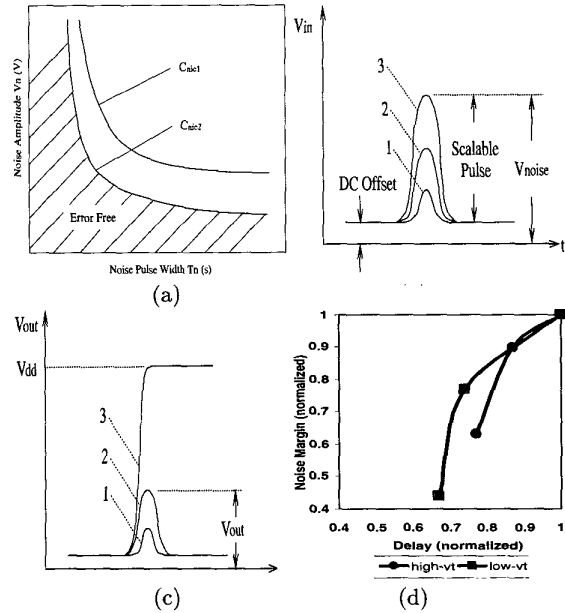 Noise Amplitude Vn (V)
Cnic1
Cnic2
Error Free
Noise Pulse Width Tn (s)
(a)
Vin
3
2
1
DC Offset
Scalable
Pulse
Vnoise
t
Vout
Vdd
3
2
1
Vout
(c)
Noise Margin (normalized)
1
0.9
0.8
0.7
0.6
0.5
0.4
0.4 0.5 0.6 0.7 0.8 0.9 1
Delay (normalized)
high-vt low-vt
(d)